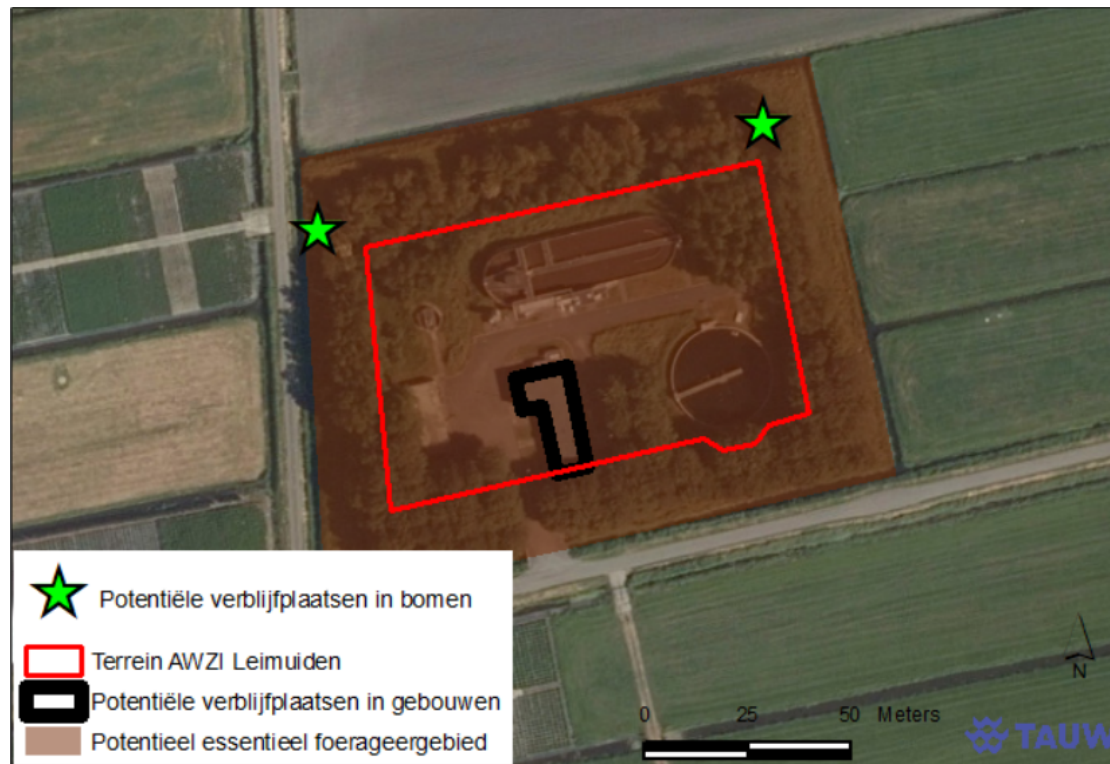 Potentiële verblijfplaatsen in bomen
Terrein AWZI Leimuiden
Potentiële verblijfplaatsen in gebouwen
Potentieel essentieel foerageergebied
0 25 50 Meters
N
TAUW